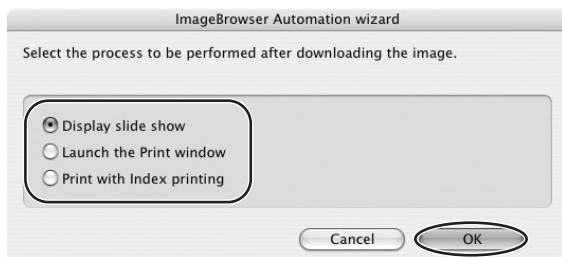 ImageBrowser Automation wizard
Select the process to be performed after downloading the image.
Display slide show
Launch the Print window
Print with Index printing
Cancel OK